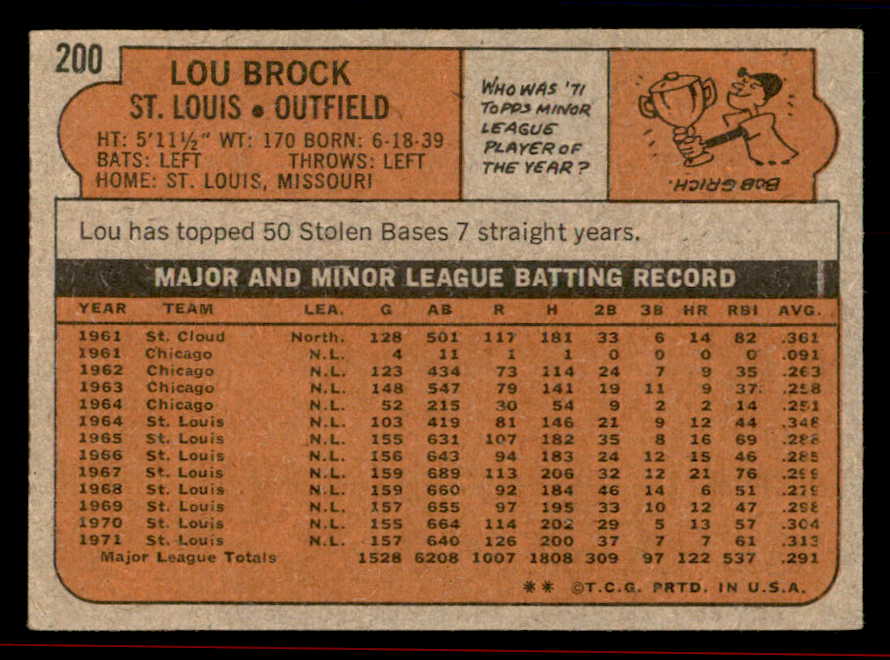 200
LOU BROCK
ST. LOUIS • OUTFIELD
HT: 5'11½" WT: 170 BORN: 6-18-39
BATS: LEFT THROWS: LEFT
HOME: ST. LOUIS, MISSOURI
WHO WAS '71
TOPPS MINOR
LEAGUE
PLAYER OF
THE YEAR?
BOB GRICH.
Lou has topped 50 Stolen Bases 7 straight years.
MAJOR AND MINOR LEAGUE BATTING RECORD
YEAR TEAM LEA. G AB R H 2B 3B HR RBI AVG.
1961 St. Cloud North. 128 501 117 181 33 6 14 82 .361
1961 Chicago N.L. 4 11 1 1 0 0 0 0 .091
1962 Chicago N.L. 123 434 73 114 24 7 9 35 .263
1963 Chicago N.L. 148 547 79 141 19 11 9 37 .258
1964 Chicago N.L. 52 215 30 54 9 2 2 14 .251
1964 St. Louis N.L. 103 419 81 146 21 9 12 44 .348
1965 St. Louis N.L. 155 631 107 182 35 8 16 69 .288
1966 St. Louis N.L. 156 643 94 183 24 12 15 46 .285
1967 St. Louis N.L. 159 689 113 206 32 12 21 76 .299
1968 St. Louis N.L. 159 660 92 184 46 14 6 51 .279
1969 St. Louis N.L. 157 655 97 195 33 10 12 47 .298
1970 St. Louis N.L. 155 664 114 202 29 5 13 57 .304
1971 St. Louis N.L. 157 640 126 200 37 7 7 61 .313
Major League Totals 1528 6208 1007 1808 309 97 122 537 .291
** ©T.C.G. PRTD. IN U.S.A.